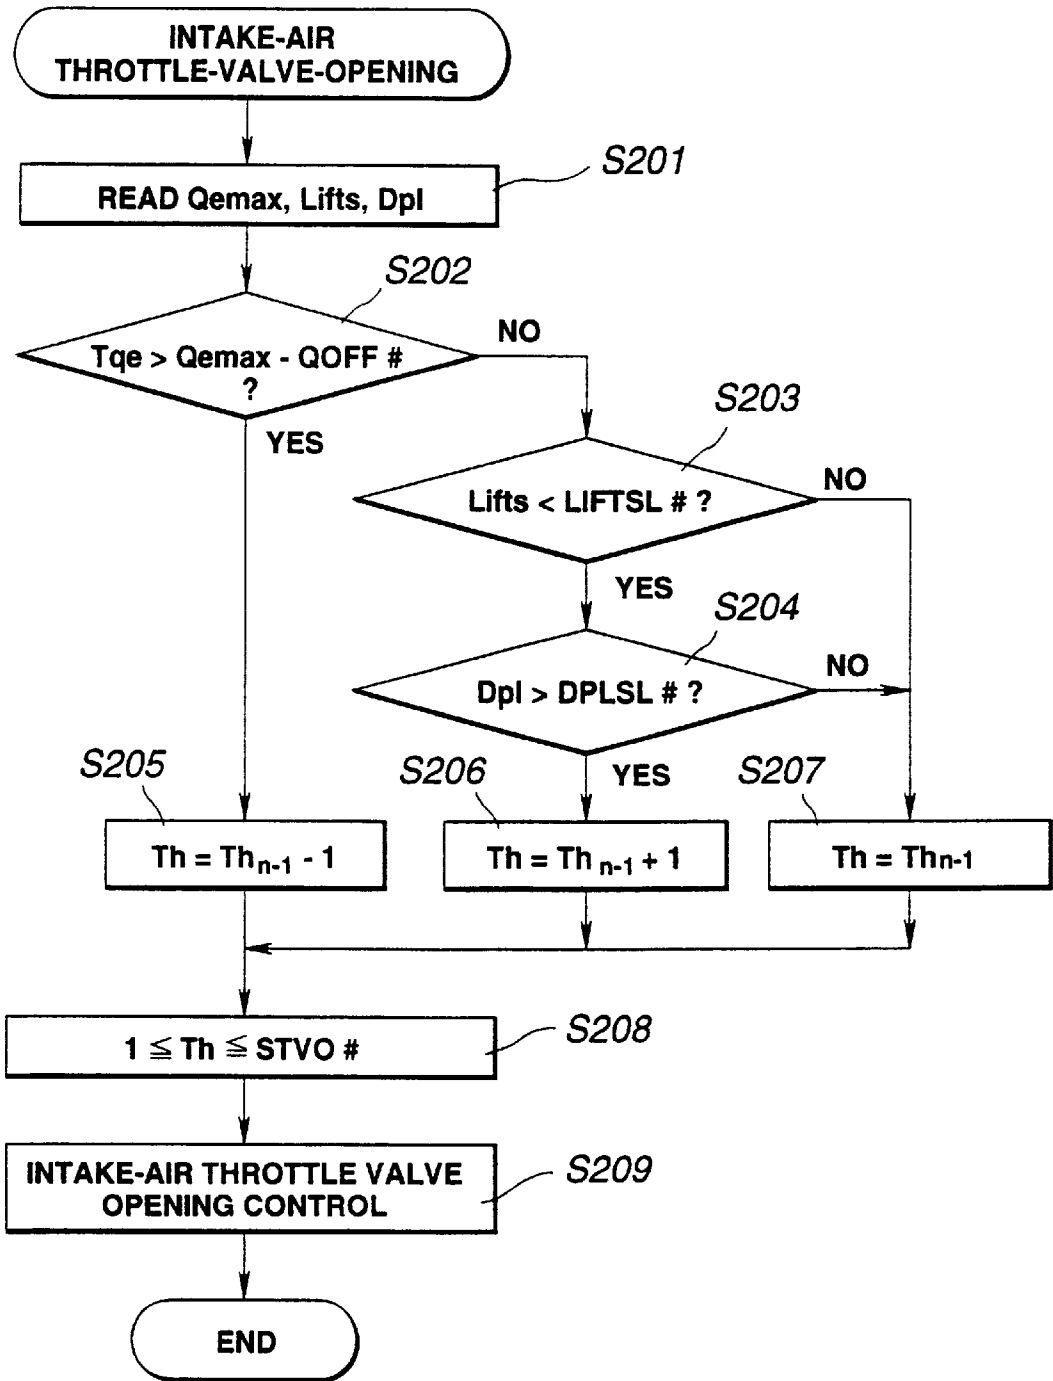 INTAKE-AIR
THROTTLE-VALVE-OPENING
S201
READ Qemax, Lifts, Dpl
S202
Tqe > Qemax - QOFF #
?
NO
YES
S203
Lifts < LIFTSL # ?
NO
YES
S204
Dpl > DPLSL # ?
NO
YES
S205
S206
S207
Th = Thn-1 - 1
Th = Th n-1 + 1
Th = Thn-1
1 ≦ Th ≦ STVO #
S208
INTAKE-AIR THROTTLE VALVE
OPENING CONTROL
S209
END